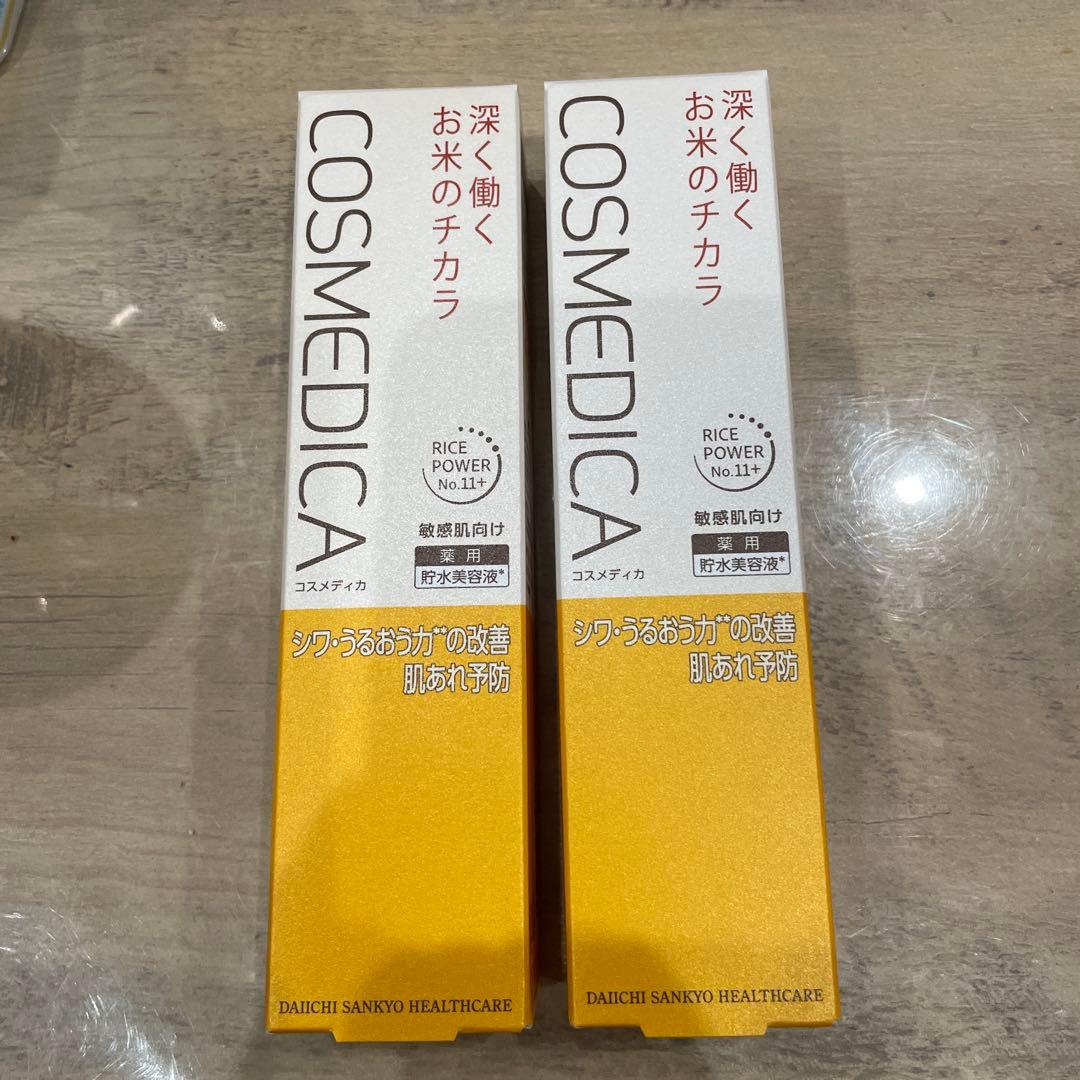 深く働く
お米のチカラ
COSMEDICA
コスメディカ
RICE
POWER
No.11+
敏感肌向け
薬用
貯水美容液*
シワ・うるおう力**の改善
肌あれ予防
DAIICHI SANKYO HEALTHCARE
深く働く
お米のチカラ
COSMEDICA
コスメディカ
RICE
POWER
No.11+
敏感肌向け
薬用
貯水美容液*
シワ・うるおう力**の改善
肌あれ予防
DAIICHI SANKYO HEALTHCARE